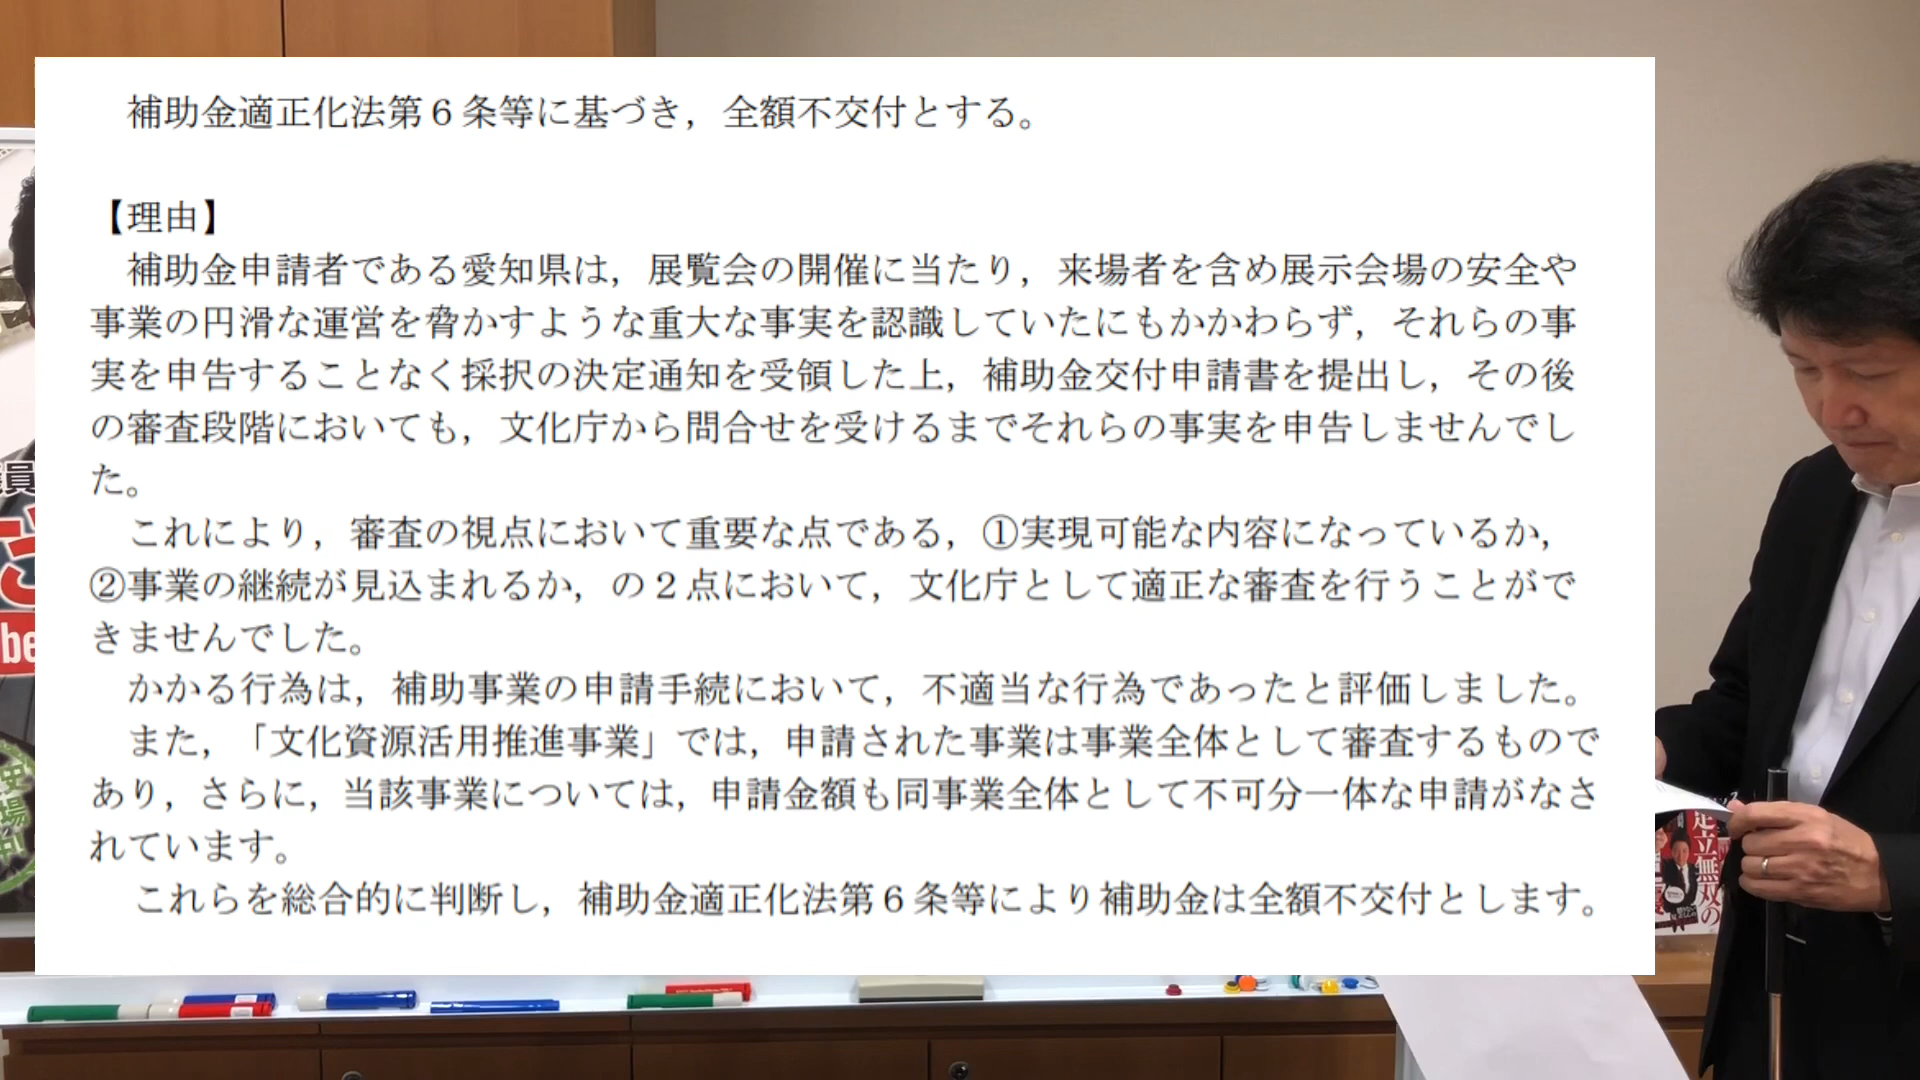 補助金適正化法第６条等に基づき，全額不交付とする。
【理由】
補助金申請者である愛知県は，展覧会の開催に当たり，来場者を含め展示会場の安全や
事業の円滑な運営を脅かすような重大な事実を認識していたにもかかわらず，それらの事
実を申告することなく採択の決定通知を受領した上，補助金交付申請書を提出し，その後
の審査段階においても，文化庁から問合せを受けるまでそれらの事実を申告しませんでし
た。
これにより，審査の視点において重要な点である，①実現可能な内容になっているか，
②事業の継続が見込まれるか，の２点において，文化庁として適正な審査を行うことがで
きませんでした。
かかる行為は，補助事業の申請手続において，不適当な行為であったと評価しました。
また，「文化資源活用推進事業」では，申請された事業は事業全体として審査するもので
あり，さらに，当該事業については，申請金額も同事業全体として不可分一体な申請がなさ
れています。
これらを総合的に判断し，補助金適正化法第６条等により補助金は全額不交付とします。
員
be
足立無双の